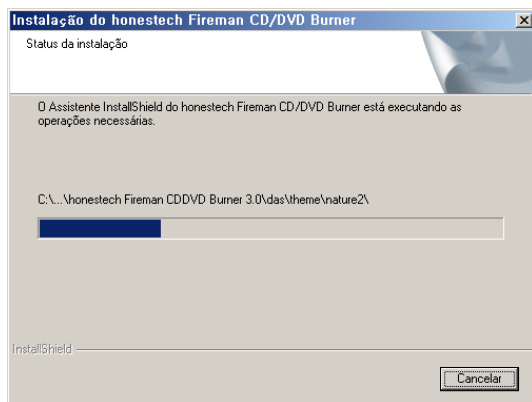 Instalação do honestech Fireman CD/DVD Burner
Status da instalação
O Assistente InstallShield do honestech Fireman CD/DVD Burner está executando as
operações necessárias.
C:\...\honestech Fireman CDDVD Burner 3.0\das\theme\nature2\
InstallShield
Cancelar